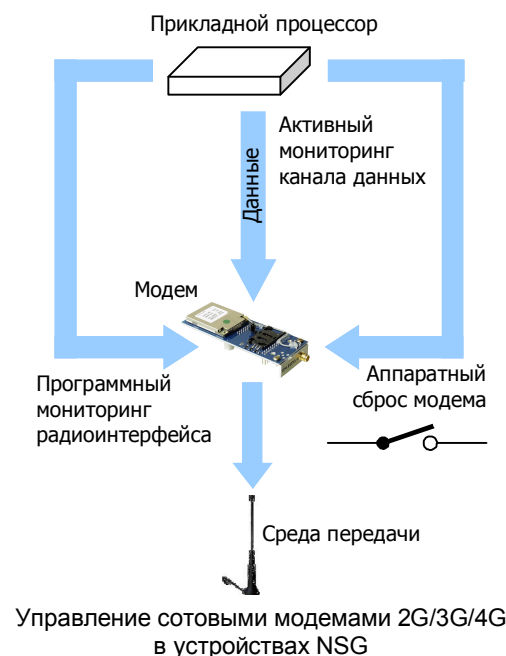 Прикладной процессор
Активный
мониторинг
канала данных
Данные
Модем
Программный
мониторинг
радиоинтерфейса
Аппаратный
сброс модема
Среда передачи
Управление сотовыми модемами 2G/3G/4G
в устройствах NSG